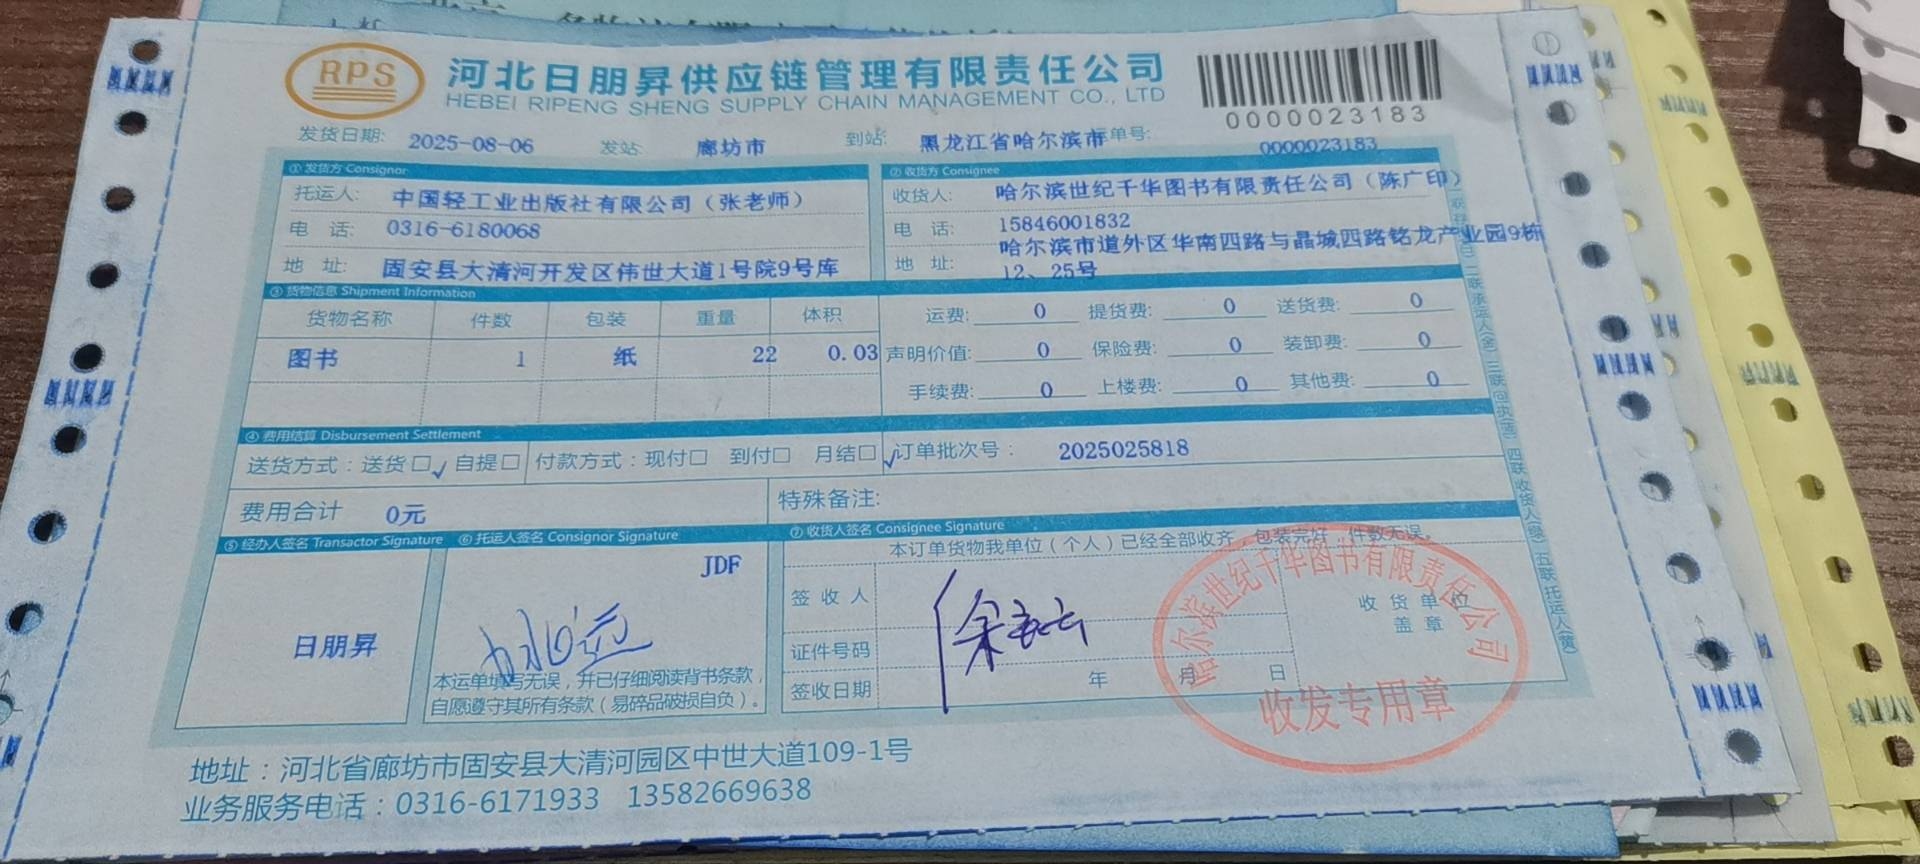 RPS
河北日朋昇供应链管理有限责任公司
HEBEI RIPENG SHENG SUPPLY CHAIN MANAGEMENT CO., LTD
0000023183
发货日期: 2025-08-06 发站: 廊坊市 到站: 黑龙江省哈尔滨市 单号: 0000023183
① 发货方 Consignor
② 收货方 Consignee
托运人: 中国轻工业出版社有限公司（张老师）
收货人: 哈尔滨世纪千华图书有限责任公司（陈广印）
电 话: 0316-6180068
电 话: 15846001832
地 址: 固安县大清河开发区伟世大道1号院9号库
地 址: 哈尔滨市道外区华南四路与晶城四路铭龙产业园9栋
12、25号
③ 货物信息 Shipment Information
货物名称 件数 包装 重量 体积
图书 1 纸 22 0.03
运费: 0 提货费: 0 送货费: 0
声明价值: 0 保险费: 0 装卸费: 0
手续费: 0 上楼费: 0 其他费: 0
④ 费用结算 Disbursement Settlement
送货方式：送货□√ 自提□ 付款方式：现付□ 到付□ 月结□√ 订单批次号： 2025025818
费用合计 0元
特殊备注:
⑤ 经办人签名 Transactor Signature
⑥ 托运人签名 Consignor Signature
⑦ 收货人签名 Consignee Signature
日朋昇
JDF
本运单填写无误，并已仔细阅读背书条款，
自愿遵守其所有条款（易碎品破损自负）。
本订单货物我单位（个人）已经全部收齐，包装完好，件数无误。
签 收 人
证件号码
签收日期 年 月 日
收 货 单 位
盖 章
哈尔滨世纪千华图书有限责任公司
收发专用章
地址：河北省廊坊市固安县大清河园区中世大道109-1号
业务服务电话：0316-6171933 13582669638